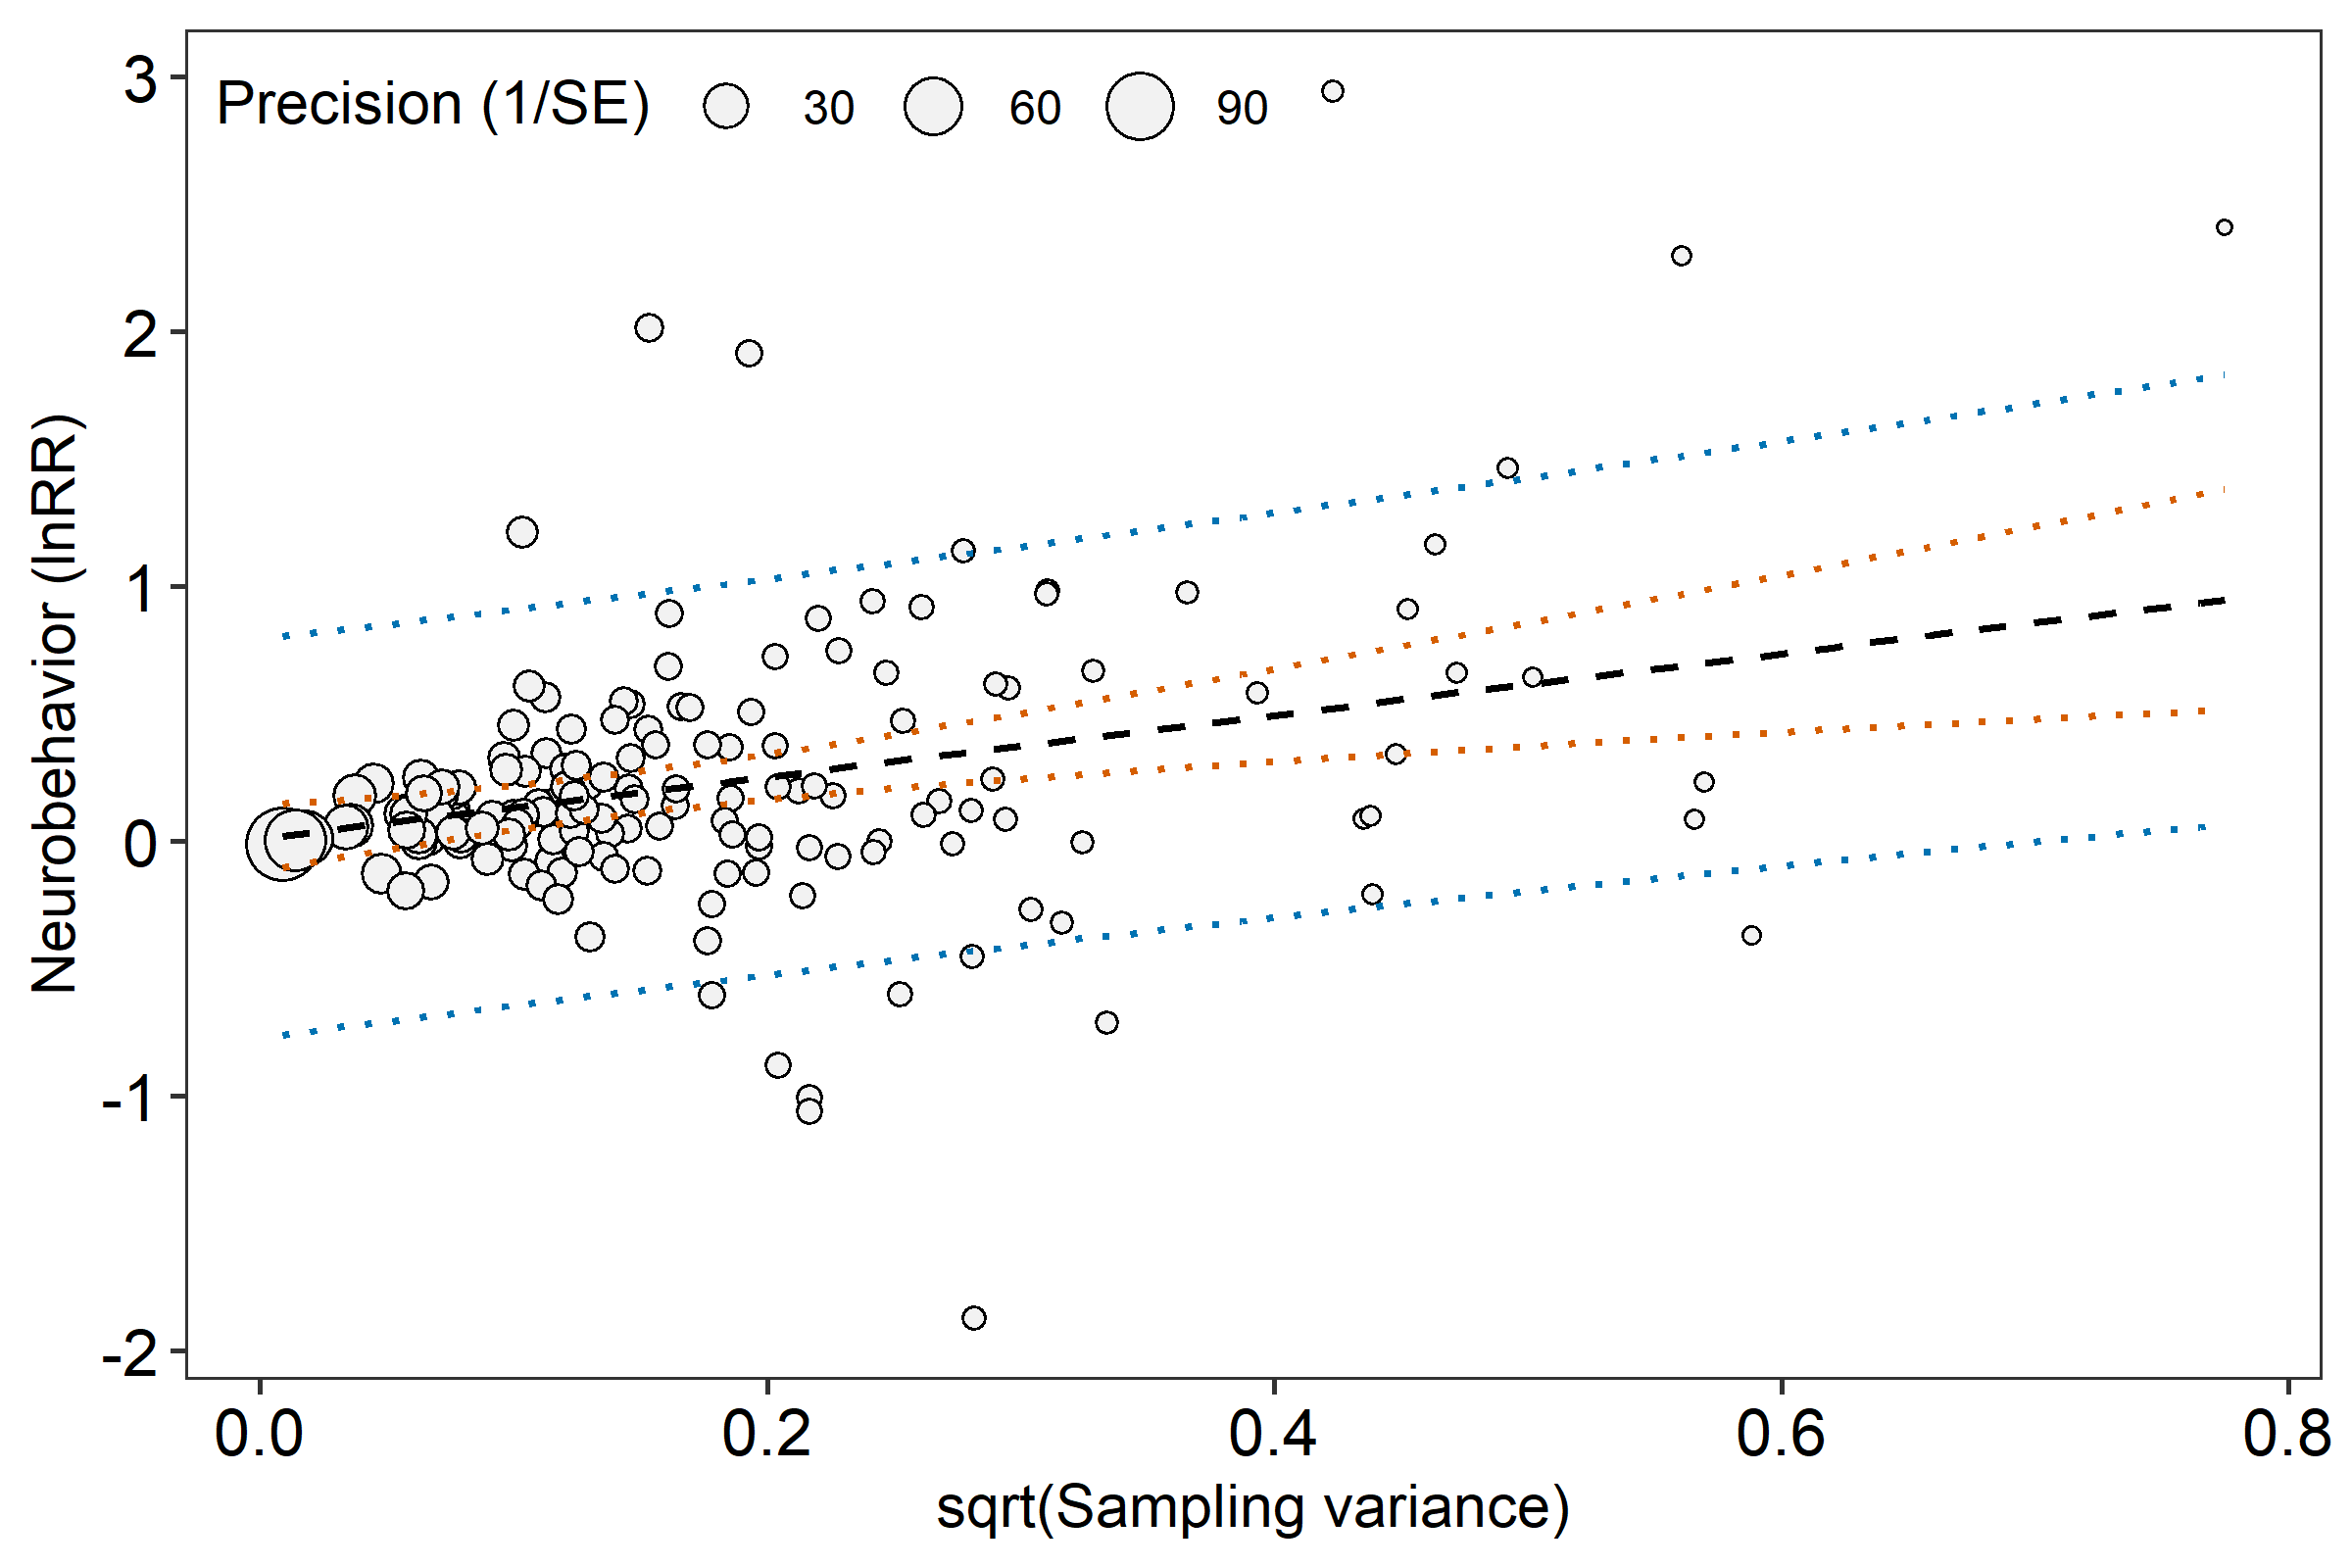 Precision (1/SE) 30 60 90
Neurobehavior (lnRR)
3
2
1
0
-1
-2
0.0 0.2 0.4 0.6 0.8
sqrt(Sampling variance)